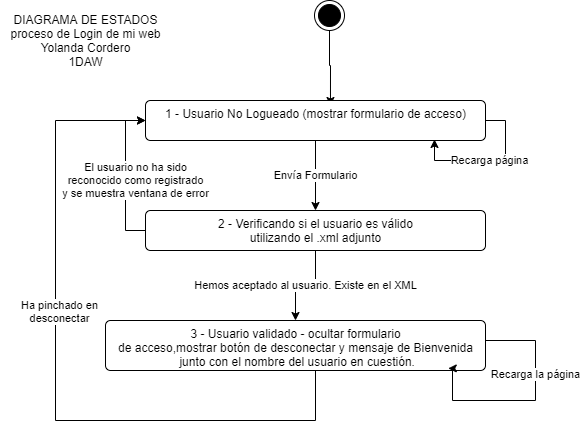 DIAGRAMA DE ESTADOS
proceso de Login de mi web
Yolanda Cordero
1DAW
1 - Usuario No Logueado (mostrar formulario de acceso)
Recarga página
El usuario no ha sido
reconocido como registrado
y se muestra ventana de error
Envía Formulario
2 - Verificando si el usuario es válido
utilizando el .xml adjunto
Hemos aceptado al usuario. Existe en el XML
Ha pinchado en
desconectar
3 - Usuario validado - ocultar formulario
de acceso,mostrar botón de desconectar y mensaje de Bienvenida
junto con el nombre del usuario en cuestión.
Recarga la página